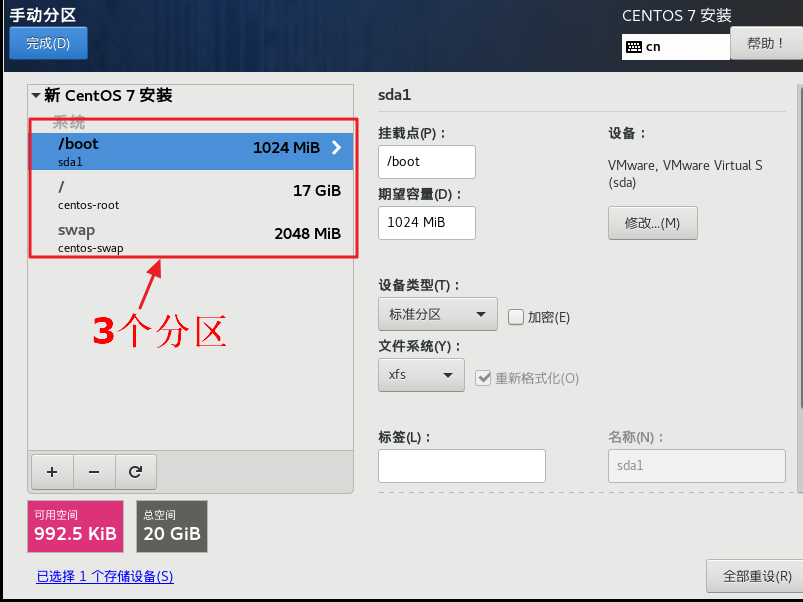 手动分区
CENTOS 7 安装
完成(D)
cn
帮助！
新 CentOS 7 安装
系统
/boot
1024 MiB
sda1
/
17 GiB
centos-root
swap
2048 MiB
centos-swap
3个分区
sda1
挂载点(P)：
/boot
期望容量(D)：
1024 MiB
设备：
VMware, VMware Virtual S
(sda)
修改...(M)
设备类型(T)：
标准分区
加密(E)
文件系统(Y)：
xfs
重新格式化(O)
标签(L)：
名称(N)：
sda1
可用空间
992.5 KiB
总空间
20 GiB
已选择 1 个存储设备(S)
全部重设(R)